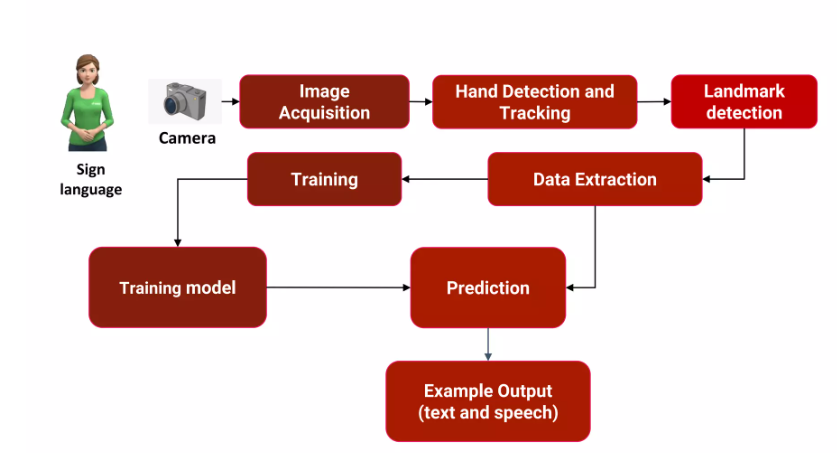 Sign
language
Camera
Image
Acquisition
Hand Detection and
Tracking
Landmark
detection
Training
Data Extraction
Training model
Prediction
Example Output
(text and speech)